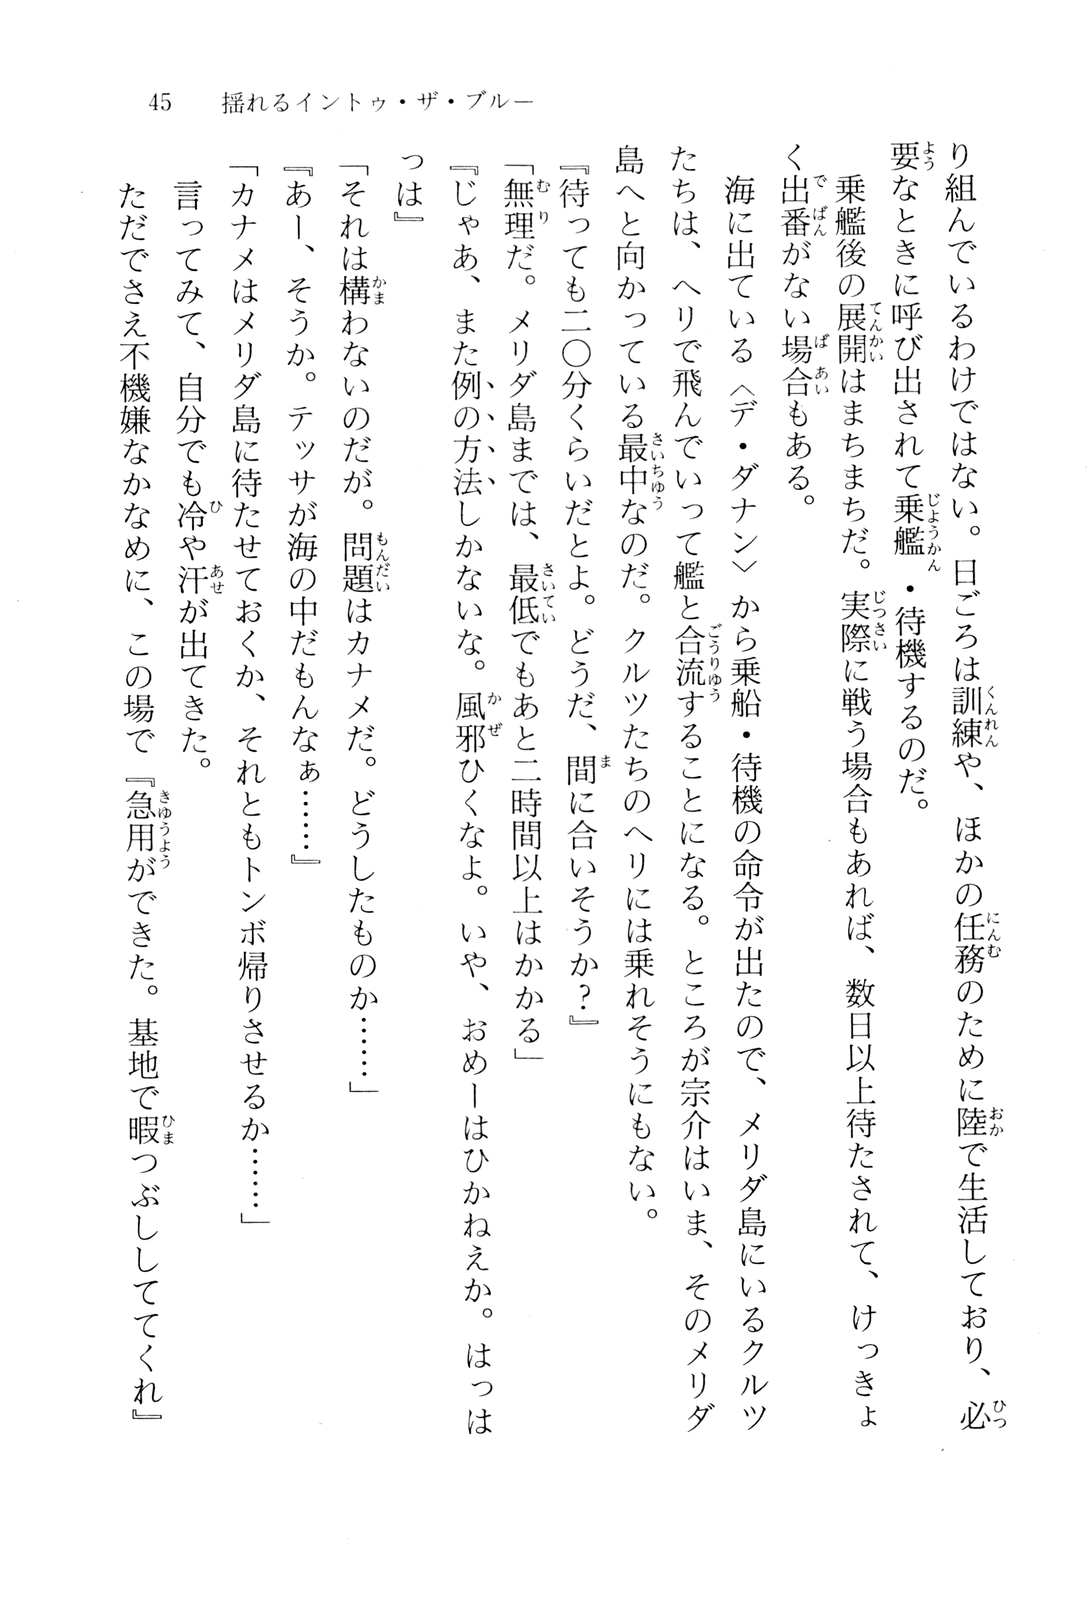 45　揺れるイントゥ・ザ・ブルー
り組んでいるわけではない。日ごろは訓練や、ほかの任務のために陸で生活しており、必
要なときに呼び出されて乗艦・待機するのだ。
　乗艦後の展開はまちまちだ。実際に戦う場合もあれば、数日以上待たされて、けっきょ
く出番がない場合もある。
　海に出ている〈デ・ダナン〉から乗船・待機の命令が出たので、メリダ島にいるクルツ
たちは、ヘリで飛んでいって艦と合流することになる。ところが宗介はいま、そのメリダ
島へと向かっている最中なのだ。クルツたちのヘリには乗れそうにもない。
『待っても二〇分くらいだとよ。どうだ、間に合いそうか？』
「無理だ。メリダ島までは、最低でもあと二時間以上はかかる」
『じゃあ、また例の方法しかないな。風邪ひくなよ。いや、おめーはひかねえか。はっは
っは』
「それは構わないのだが。問題はカナメだ。どうしたものか……」
『あー、そうか。テッサが海の中だもんなぁ……』
「カナメはメリダ島に待たせておくか、それともトンボ帰りさせるか……」
　言ってみて、自分でも冷や汗が出てきた。
　ただでさえ不機嫌なかなめに、この場で『急用ができた。基地で暇つぶししててくれ』